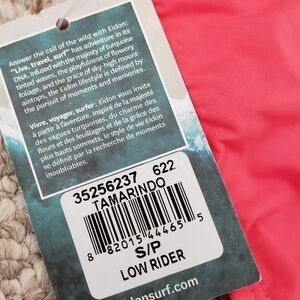 Answer the call of the wild with Eidon:
"Live, travel, surf" has adventure in its
DNA. Infused with the majesty of turquoise
tinted waves, the playfulness of flowery
foliage, and the grace of sky-high moun-
taintops, the Eidon lifestyle is defined by
the pursuit of moments and memories.
Vivre, voyager, surfer: Eidon vous invite
à partir à l'aventure. Inspiré de la majesté
des vagues turquoises, du charme des
fleurs et des feuillages et de la grâce des
plus hauts sommets, le style de vie Eidon
se définit par la recherche de moments
inoubliables.
35256237 622
TAMARINDO
8 82015 44465 5
S/P
LOW RIDER